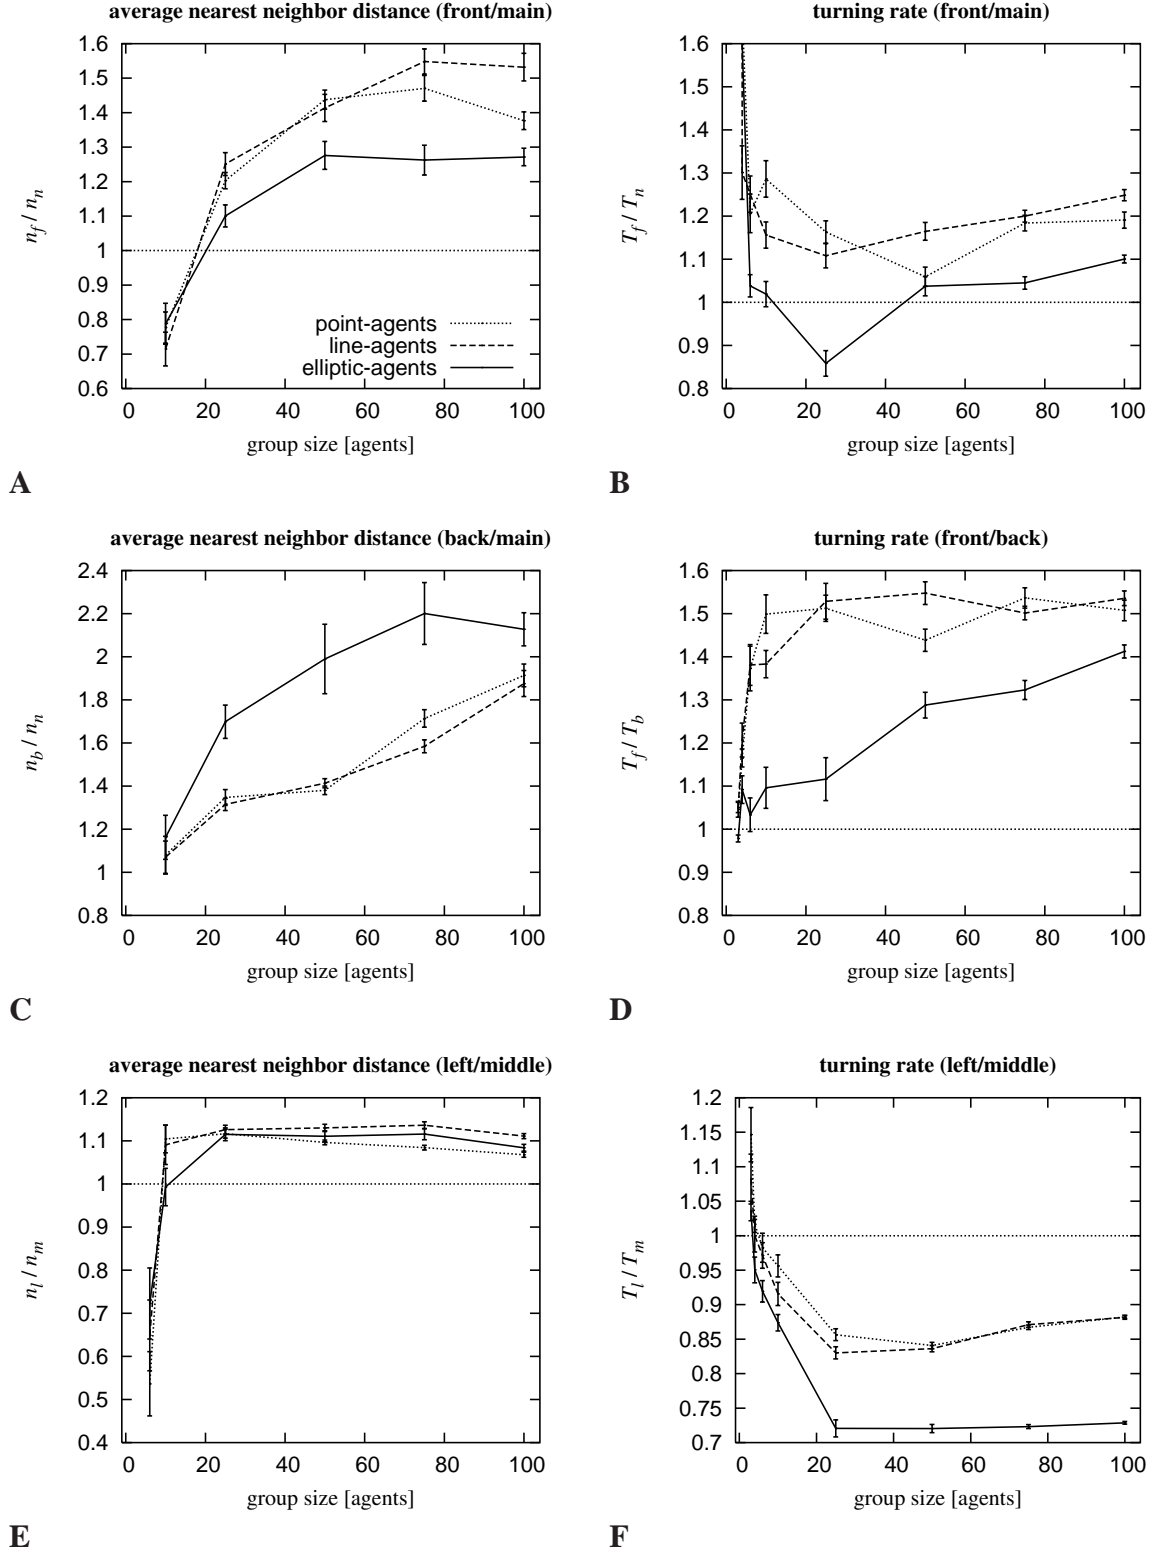 average nearest neighbor distance (front/main)
1.6
1.5
1.4
1.3
1.2
1.1
1
0.9
0.8
0.7
0.6
n_f / n_n
point-agents
line-agents
elliptic-agents
0 20 40 60 80 100
group size [agents]
A
turning rate (front/main)
1.6
1.5
1.4
1.3
1.2
1.1
1
0.9
0.8
T_f / T_n
0 20 40 60 80 100
group size [agents]
B
average nearest neighbor distance (back/main)
2.4
2.2
2
1.8
1.6
1.4
1.2
1
0.8
n_b / n_n
0 20 40 60 80 100
group size [agents]
C
turning rate (front/back)
1.6
1.5
1.4
1.3
1.2
1.1
1
0.9
0.8
T_f / T_b
0 20 40 60 80 100
group size [agents]
D
average nearest neighbor distance (left/middle)
1.2
1.1
1
0.9
0.8
0.7
0.6
0.5
0.4
n_l / n_m
0 20 40 60 80 100
group size [agents]
E
turning rate (left/middle)
1.2
1.15
1.1
1.05
1
0.95
0.9
0.85
0.8
0.75
0.7
T_l / T_m
0 20 40 60 80 100
group size [agents]
F